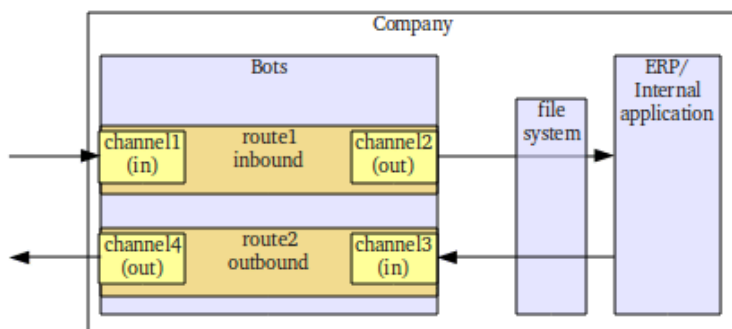 Company
Bots
ERP/
Internal
application
file
system
channel1
(in)
route1
inbound
channel2
(out)
channel4
(out)
route2
outbound
channel3
(in)